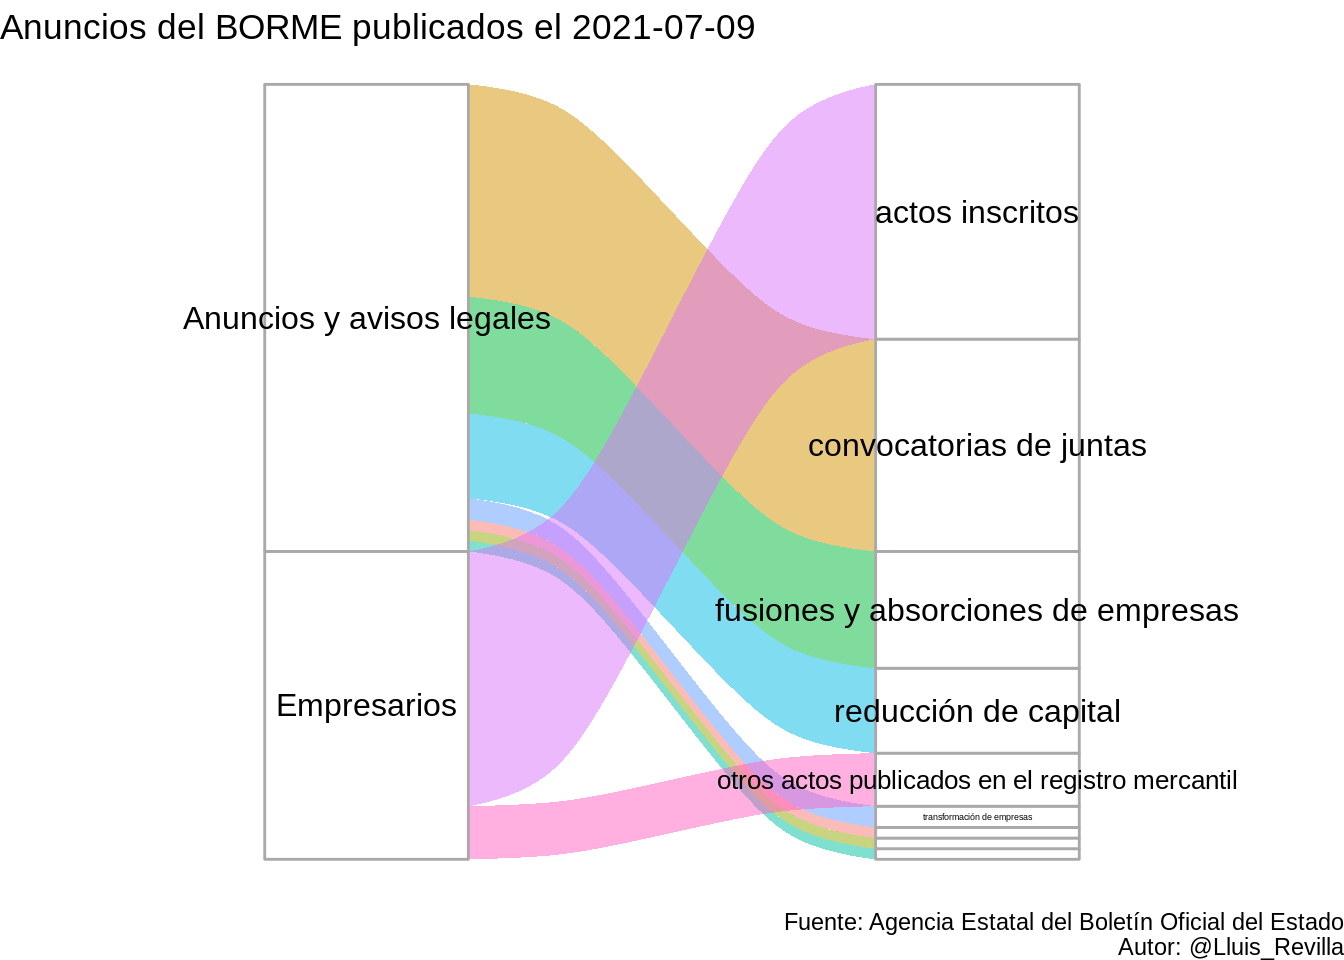 Anuncios del BORME publicados el 2021-07-09
actos inscritos
Anuncios y avisos legales
convocatorias de juntas
fusiones y absorciones de empresas
Empresarios
reducción de capital
otros actos publicados en el registro mercantil
transformación de empresas
Fuente: Agencia Estatal del Boletín Oficial del Estado
Autor: @Lluis_Revilla